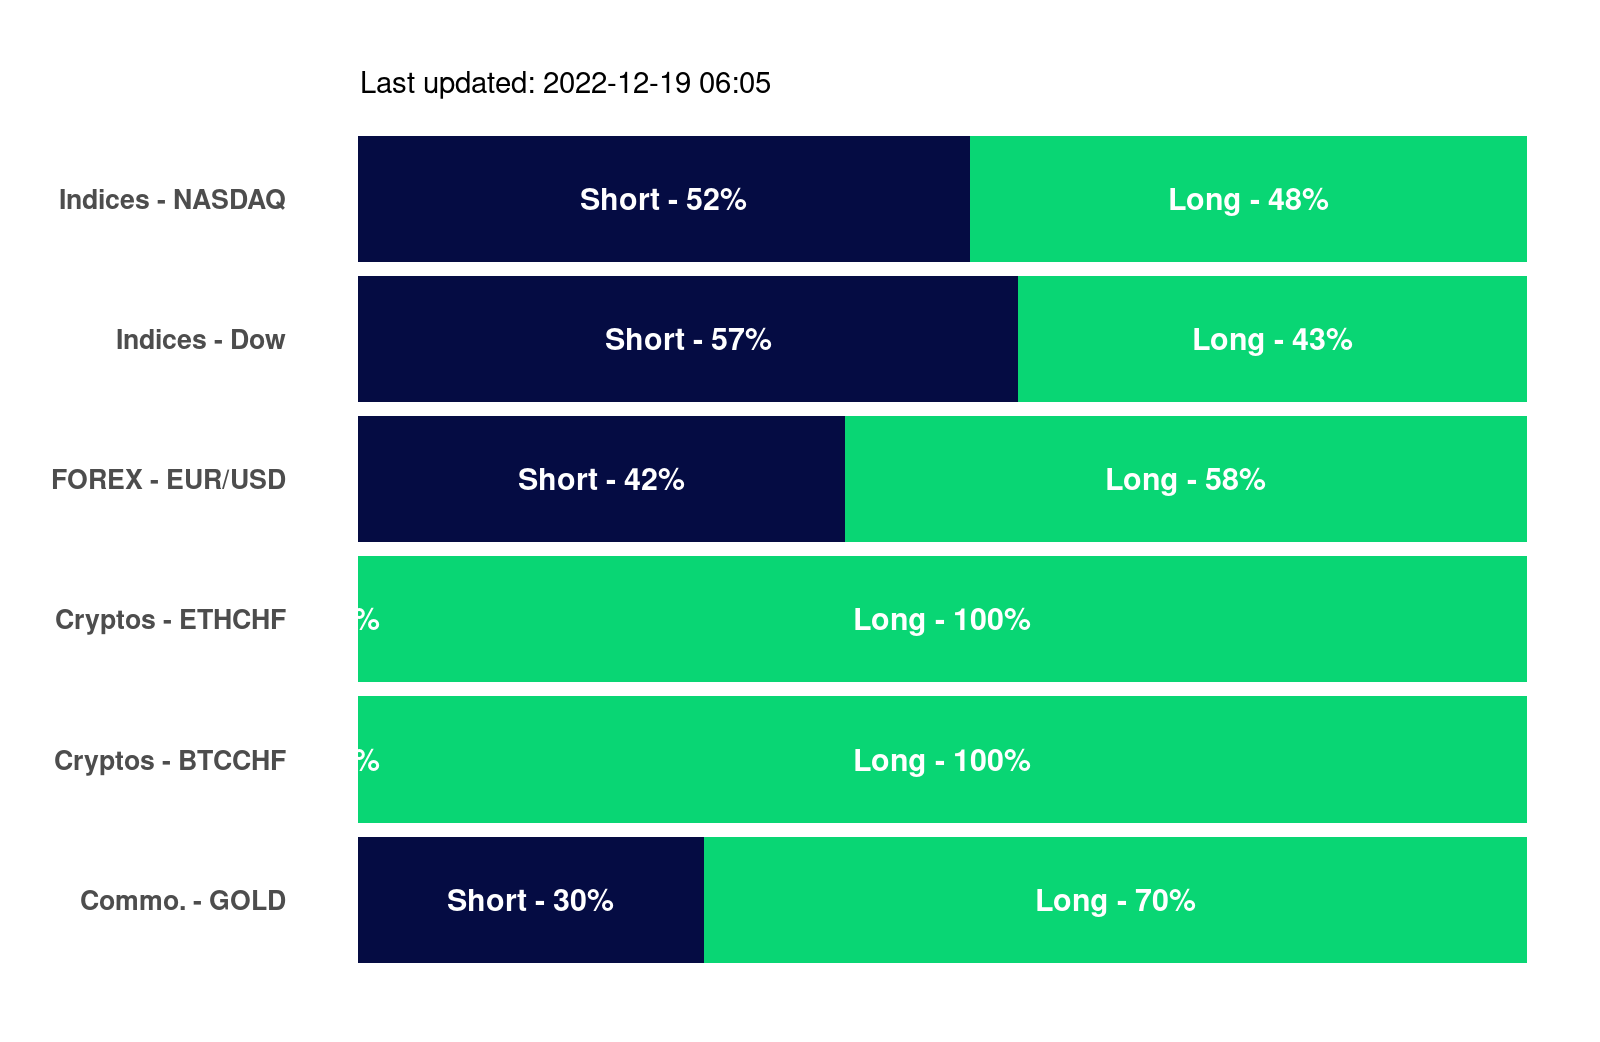 Last updated: 2022-12-19 06:05
Indices - NASDAQ Short - 52% Long - 48%
Indices - Dow Short - 57% Long - 43%
FOREX - EUR/USD Short - 42% Long - 58%
Cryptos - ETHCHF % Long - 100%
Cryptos - BTCCHF % Long - 100%
Commo. - GOLD Short - 30% Long - 70%